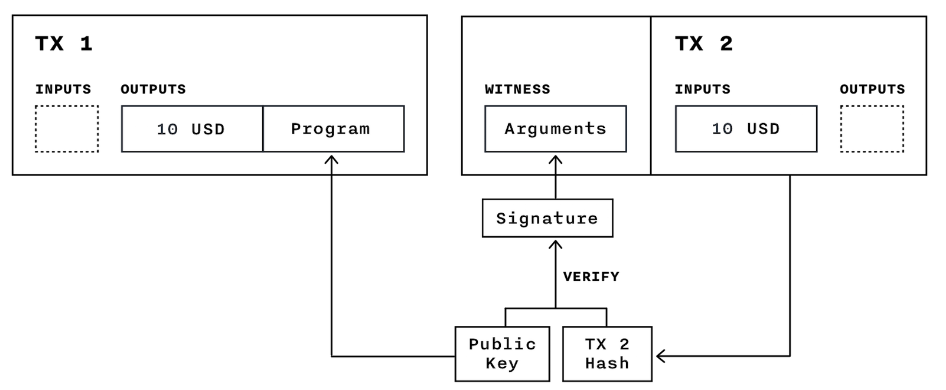 TX 1
INPUTS
OUTPUTS
10 USD
Program
WITNESS
Arguments
TX 2
INPUTS
OUTPUTS
10 USD
Signature
VERIFY
Public
Key
TX 2
Hash